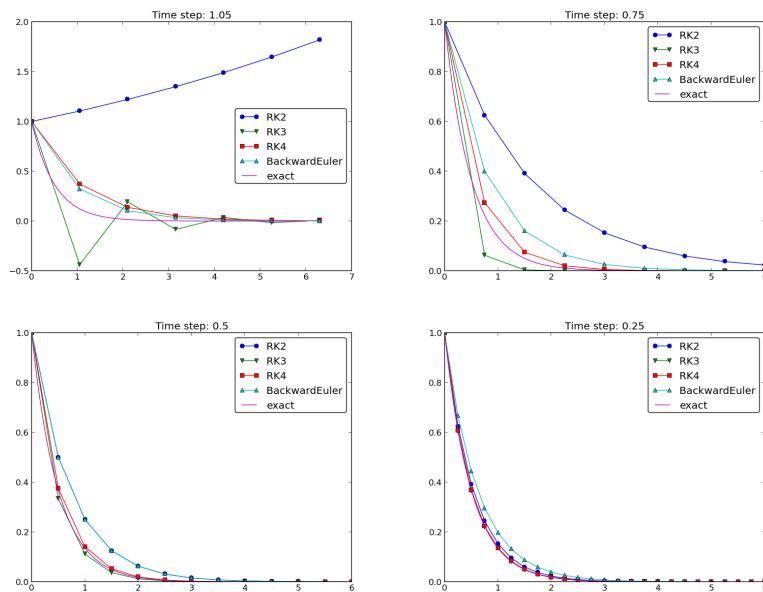 Time step: 1.05
2.0
1.5
1.0
0.5
0.0
−0.5
0 1 2 3 4 5 6 7
RK2
RK3
RK4
BackwardEuler
exact
Time step: 0.75
1.0
0.8
0.6
0.4
0.2
0.0
0 1 2 3 4 5 6
RK2
RK3
RK4
BackwardEuler
exact
Time step: 0.5
1.0
0.8
0.6
0.4
0.2
0.0
0 1 2 3 4 5 6
RK2
RK3
RK4
BackwardEuler
exact
Time step: 0.25
1.0
0.8
0.6
0.4
0.2
0.0
0 1 2 3 4 5 6
RK2
RK3
RK4
BackwardEuler
exact